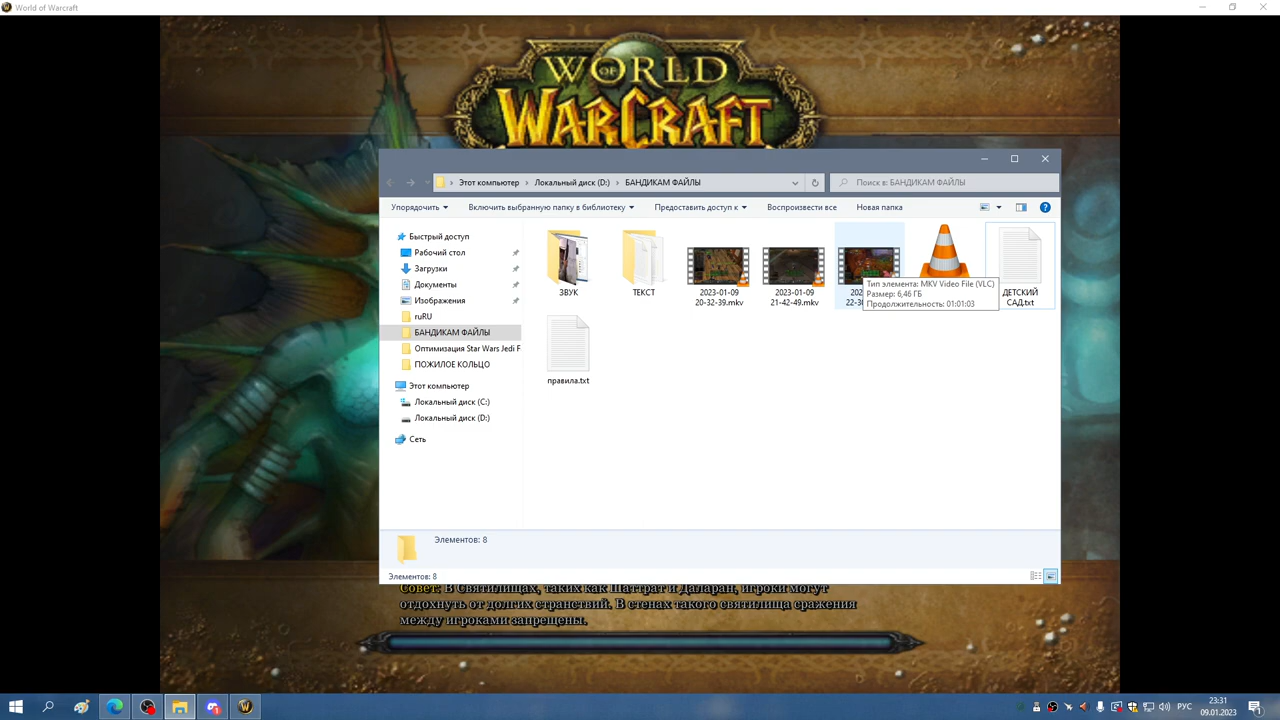 World of Warcraft
WORLD
OF
WARCRAFT
Этот компьютер
Локальный диск (D:)
БАНДИКАМ ФАЙЛЫ
Поиск в: БАНДИКАМ ФАЙЛЫ
Упорядочить
Включить выбранную папку в библиотеку
Предоставить доступ к
Воспроизвести все
Новая папка
Быстрый доступ
Рабочий стол
Загрузки
Документы
Изображения
ruRU
БАНДИКАМ ФАЙЛЫ
Оптимизация Star Wars Jedi F
ПОЖИЛОЕ КОЛЬЦО
Этот компьютер
Локальный диск (C:)
Локальный диск (D:)
Сеть
ЗВУК
ТЕКСТ
2023-01-09
20-32-39.mkv
2023-01-09
21-42-49.mkv
Тип элемента: MKV Video File (VLC)
Размер: 6,46 ГБ
Продолжительность: 01:01:03
ДЕТСКИЙ
САД.txt
правила.txt
Элементов: 8
Элементов: 8
Совет: В Святилищах, таких как Шаттрат и Даларан, игроки могут
отдохнуть от долгих странствий. В стенах такого святилища сражения
между игроками запрещены.
РУС
23:31
09.01.2023